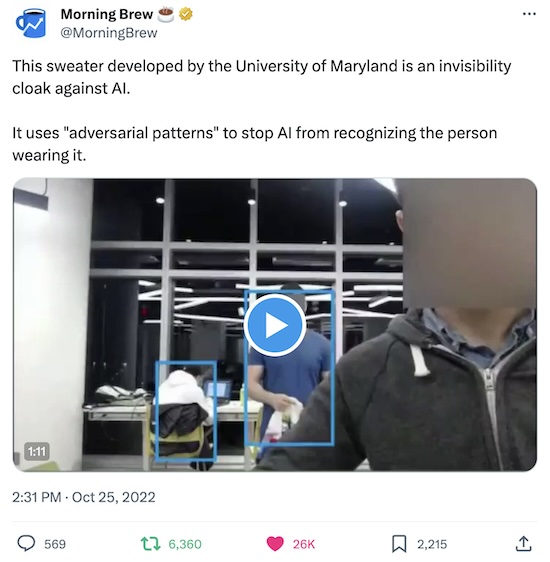 Morning Brew ☕
@MorningBrew
This sweater developed by the University of Maryland is an invisibility
cloak against AI.
It uses "adversarial patterns" to stop AI from recognizing the person
wearing it.
1:11
2:31 PM · Oct 25, 2022
569 6,360 26K 2,215